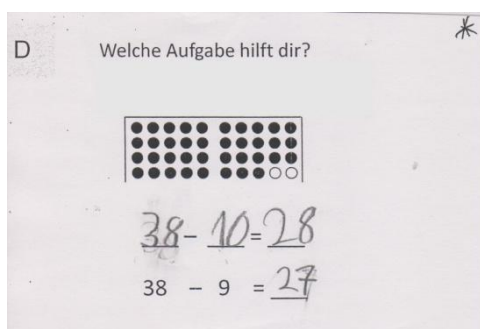 *
D Welche Aufgabe hilft dir?
38 - 10 = 28
38 - 9 = 27